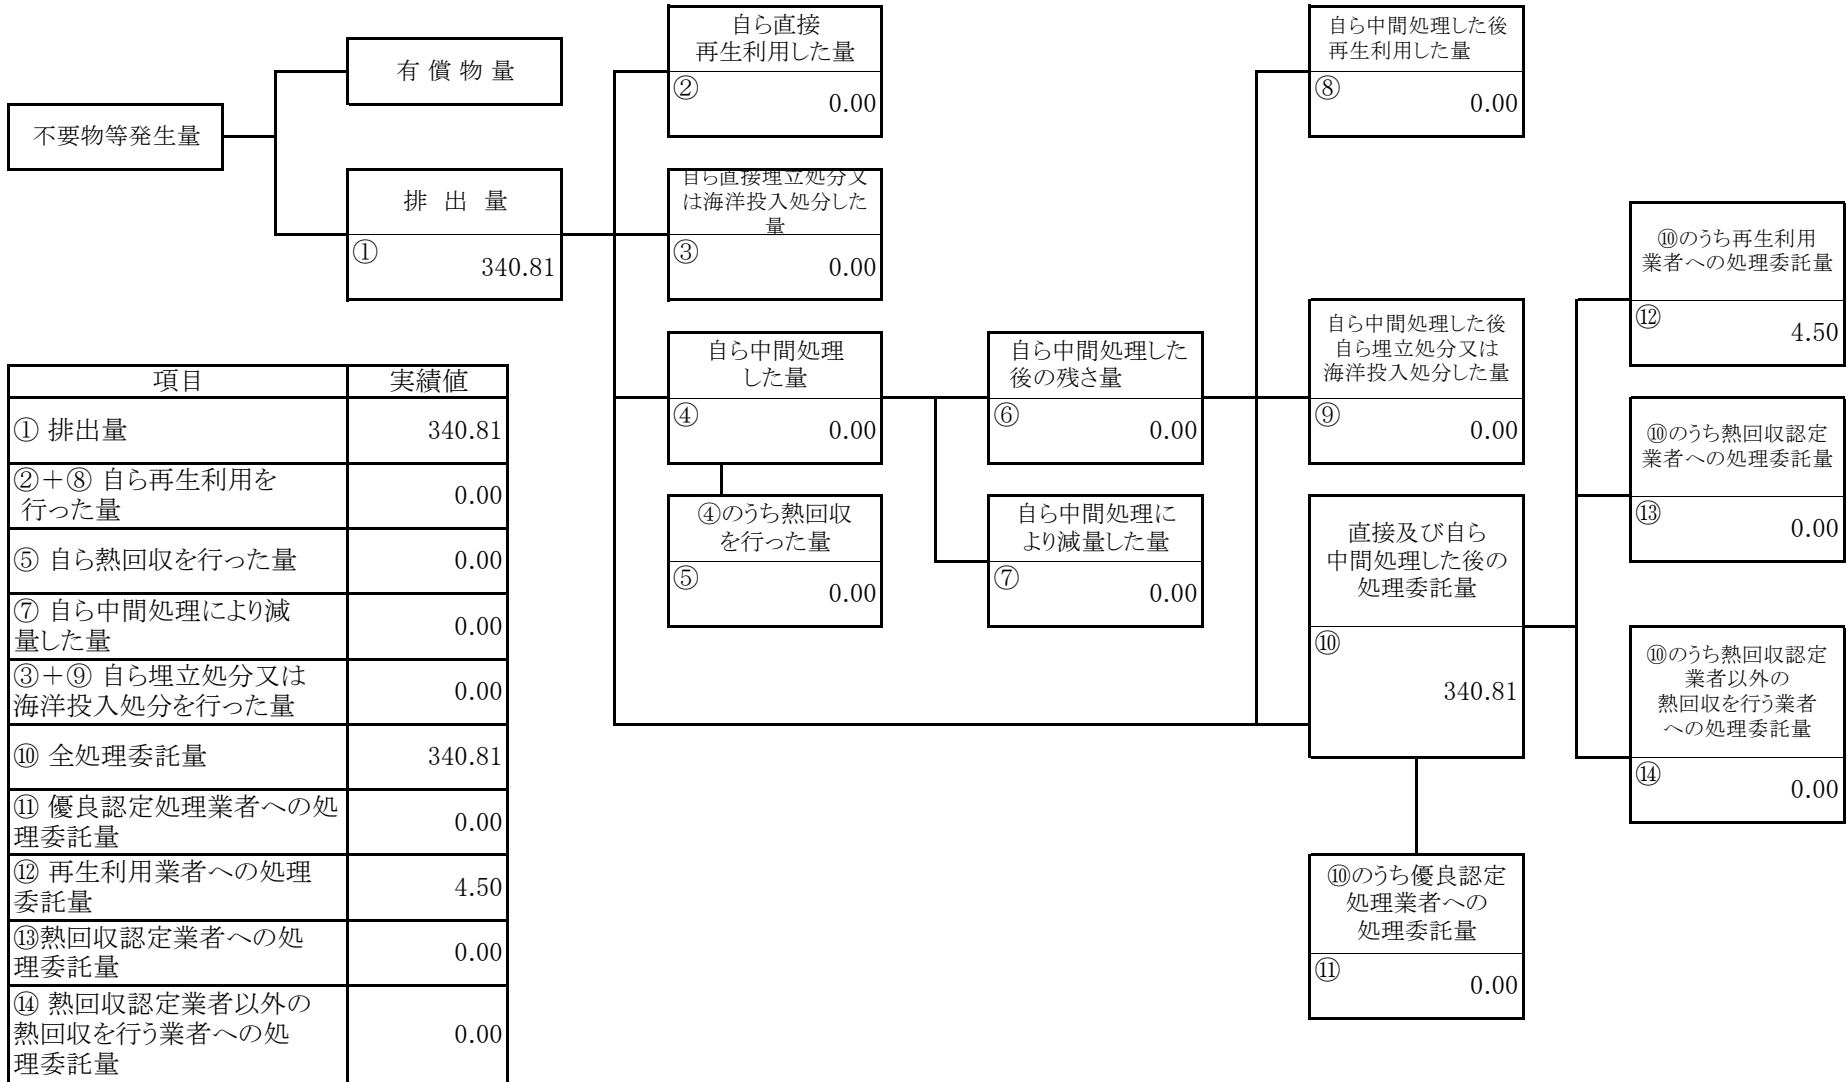 自ら直接
再生利用した量
②
0.00
自ら中間処理した後
再生利用した量
⑧
0.00
有 償 物 量
不要物等発生量
排 出 量
①
340.81
自ら直接埋立処分又
は海洋投入処分した
量
③
0.00
⑩のうち再生利用
業者への処理委託量
⑫
4.50
自ら中間処理
した量
④
0.00
自ら中間処理した
後の残さ量
⑥
0.00
自ら中間処理した後
自ら埋立処分又は
海洋投入処分した量
⑨
0.00
⑩のうち熱回収認定
業者への処理委託量
⑬
0.00
④のうち熱回収
を行った量
⑤
0.00
自ら中間処理に
より減量した量
⑦
0.00
直接及び自ら
中間処理した後の
処理委託量
⑩
340.81
⑩のうち熱回収認定
業者以外の
熱回収を行う業者
への処理委託量
⑭
0.00
⑩のうち優良認定
処理業者への
処理委託量
⑪
0.00
項目 実績値
① 排出量 340.81
②＋⑧ 自ら再生利用を
行った量 0.00
⑤ 自ら熱回収を行った量 0.00
⑦ 自ら中間処理により減
量した量 0.00
③＋⑨ 自ら埋立処分又は
海洋投入処分を行った量 0.00
⑩ 全処理委託量 340.81
⑪ 優良認定処理業者への処
理委託量 0.00
⑫ 再生利用業者への処理
委託量 4.50
⑬熱回収認定業者への処
理委託量 0.00
⑭ 熱回収認定業者以外の
熱回収を行う業者への処
理委託量 0.00